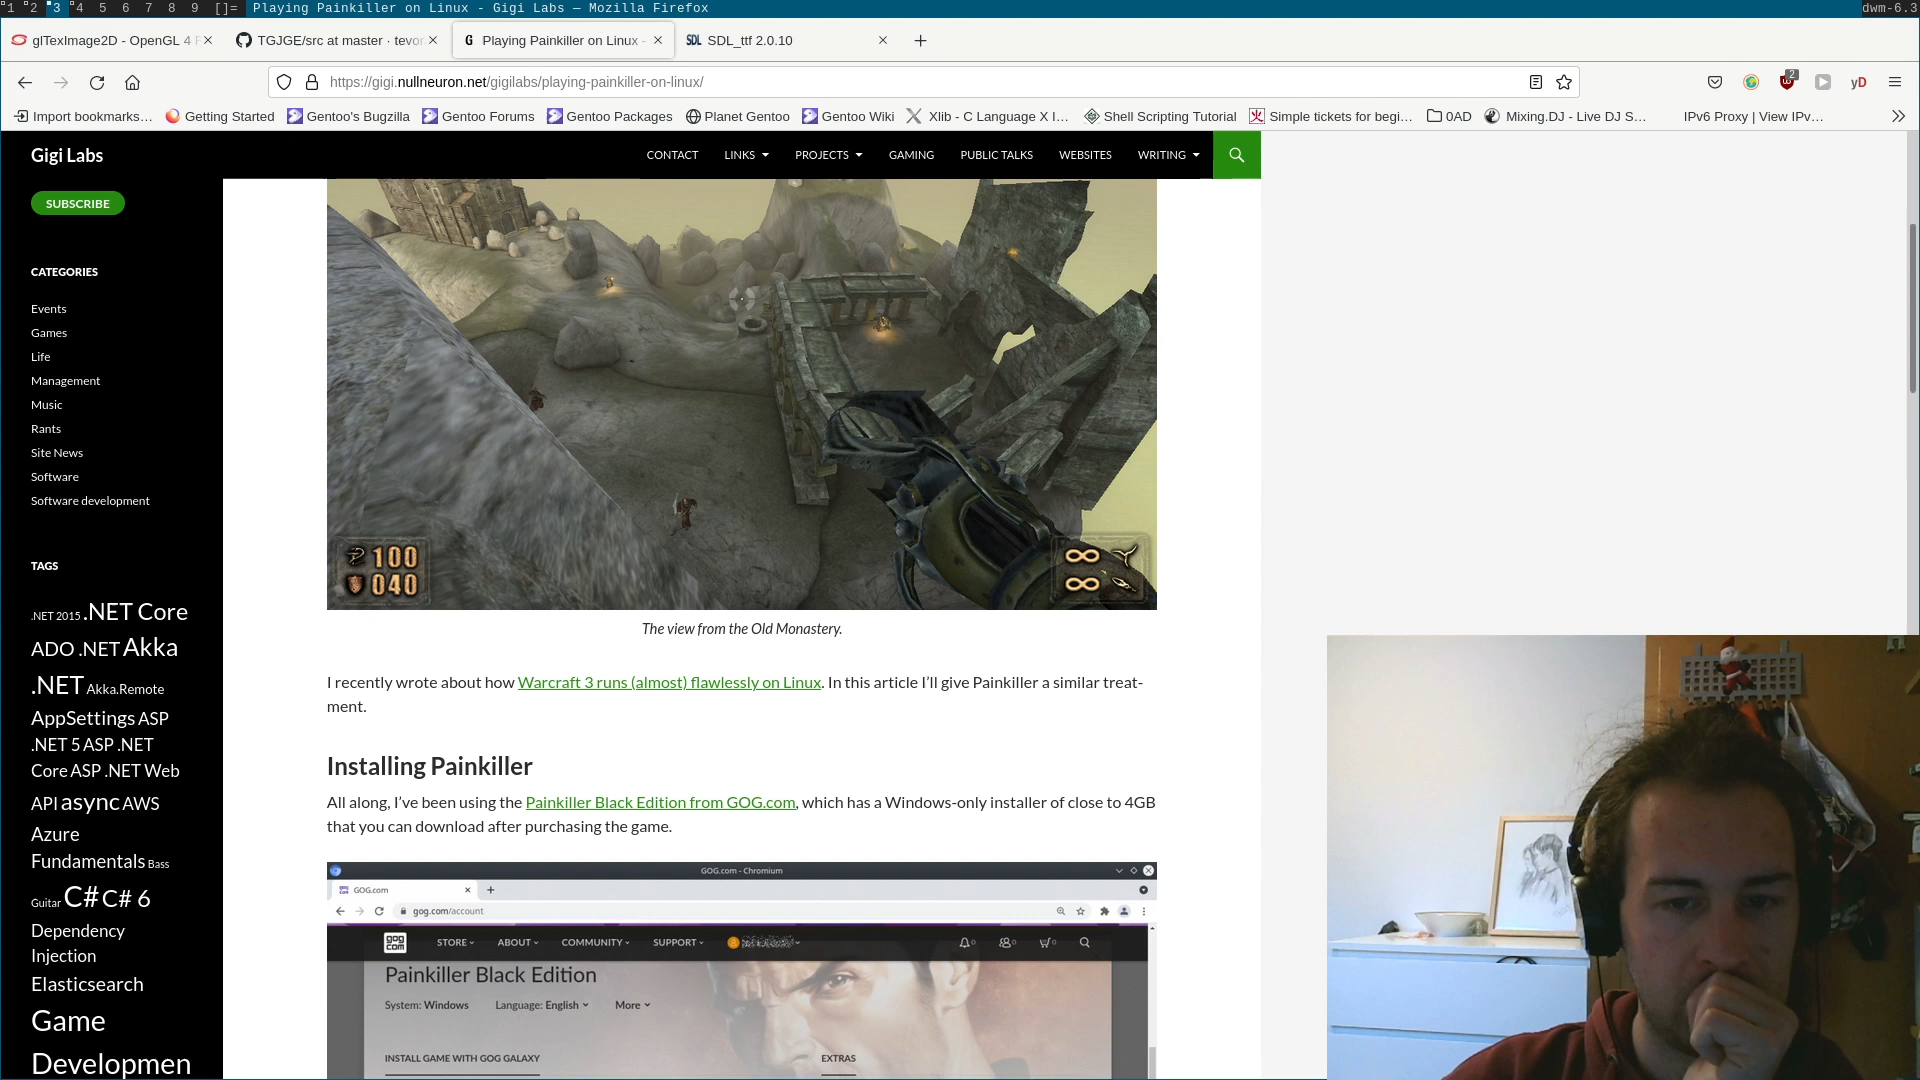 1 2 3 4 5 6 7 8 9 []= Playing Painkiller on Linux - Gigi Labs — Mozilla Firefox dwm-6.3
glTexImage2D - OpenGL 4 TGJGE/src at master · tevo Playing Painkiller on Linux - SDL_ttf 2.0.10
https://gigi.nullneuron.net/gigilabs/playing-painkiller-on-linux/ 2 yD
Import bookmarks… Getting Started Gentoo's Bugzilla Gentoo Forums Gentoo Packages Planet Gentoo Gentoo Wiki Xlib - C Language X I… Shell Scripting Tutorial Simple tickets for begi… 0AD Mixing.DJ - Live DJ S… IPv6 Proxy | View IPv…
Gigi Labs CONTACT LINKS PROJECTS GAMING PUBLIC TALKS WEBSITES WRITING
SUBSCRIBE
CATEGORIES
Events
Games
Life
Management
Music
Rants
Site News
Software
Software development
TAGS
.NET 2015 .NET Core
ADO .NET Akka
.NET Akka.Remote
AppSettings ASP
.NET 5 ASP .NET
Core ASP .NET Web
API async AWS
Azure
Fundamentals Bass
Guitar C# C# 6
Dependency
Injection
Elasticsearch
Game
Developmen
100
040
∞
∞
The view from the Old Monastery.
I recently wrote about how Warcraft 3 runs (almost) flawlessly on Linux. In this article I'll give Painkiller a similar treat-
ment.
Installing Painkiller
All along, I've been using the Painkiller Black Edition from GOG.com, which has a Windows-only installer of close to 4GB
that you can download after purchasing the game.
GOG.com - Chromium
GOG.com
gog.com/account
GOG COM STORE ABOUT COMMUNITY SUPPORT 0 0 0
Painkiller Black Edition
System: Windows Language: English More
INSTALL GAME WITH GOG GALAXY EXTRAS